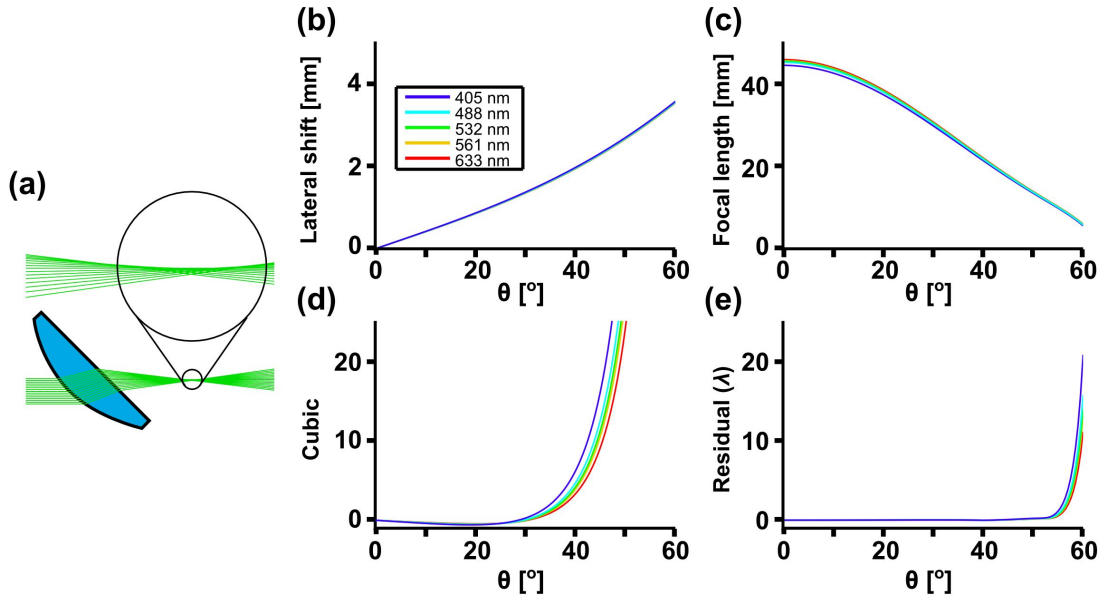 (a)
(b)
Lateral shift [mm]
4
2
0
405 nm
488 nm
532 nm
561 nm
633 nm
0 20 40 60
θ [º]
(c)
Focal length [mm]
40
20
0
0 20 40 60
θ [º]
(d)
Cubic
20
10
0
0 20 40 60
θ [º]
(e)
Residual (λ)
20
10
0
0 20 40 60
θ [º]